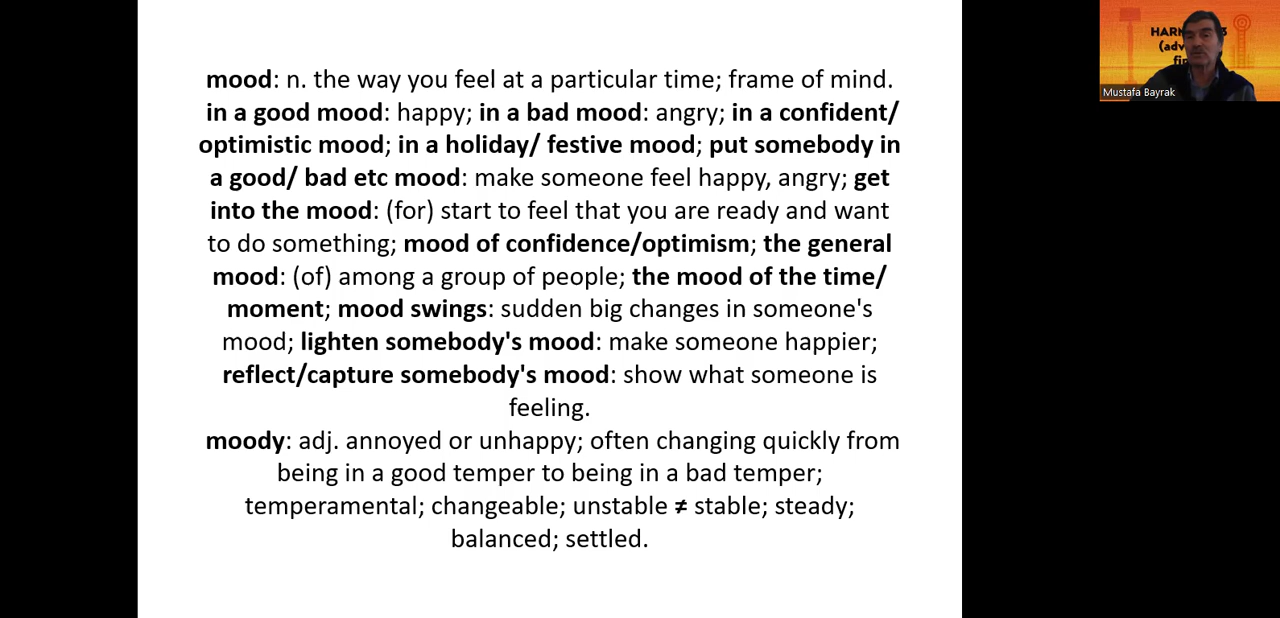 mood: n. the way you feel at a particular time; frame of mind.
in a good mood: happy; in a bad mood: angry; in a confident/
optimistic mood; in a holiday/ festive mood; put somebody in
a good/ bad etc mood: make someone feel happy, angry; get
into the mood: (for) start to feel that you are ready and want
to do something; mood of confidence/optimism; the general
mood: (of) among a group of people; the mood of the time/
moment; mood swings: sudden big changes in someone's
mood; lighten somebody's mood: make someone happier;
reflect/capture somebody's mood: show what someone is
feeling.
moody: adj. annoyed or unhappy; often changing quickly from
being in a good temper to being in a bad temper;
temperamental; changeable; unstable ≠ stable; steady;
balanced; settled.
Mustafa Bayrak